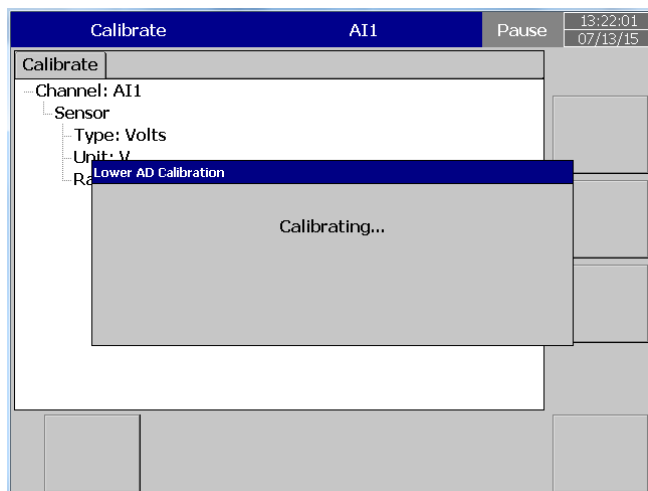 Calibrate AI1 Pause 13:22:01
07/13/15
Calibrate
Channel: AI1
Sensor
Type: Volts
Unit: V
Lower AD Calibration
Calibrating...